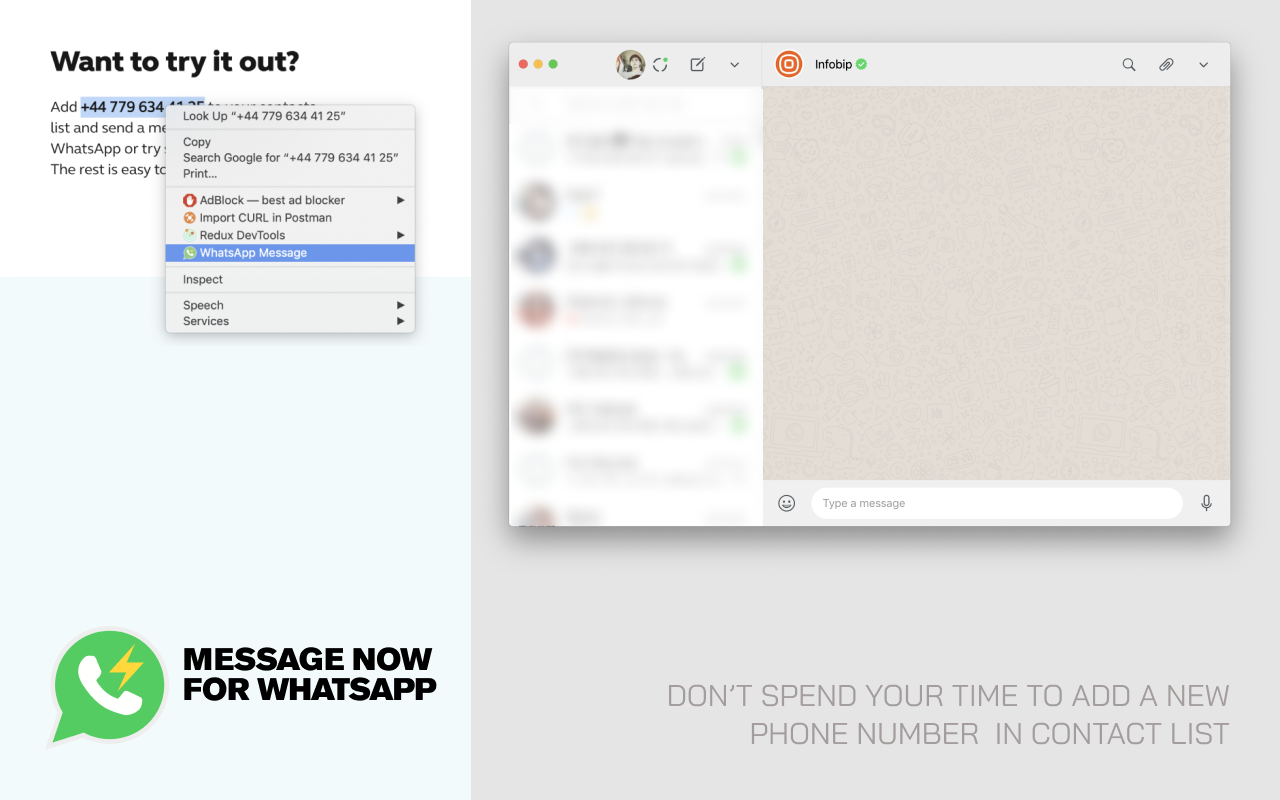 Want to try it out?
Add +44 779 634 41 25 to your contacts
list and send a me
WhatsApp or try
The rest is easy to
Look Up “+44 779 634 41 25”
Copy
Search Google for “+44 779 634 41 25”
Print...
AdBlock — best ad blocker
Import CURL in Postman
Redux DevTools
WhatsApp Message
Inspect
Speech
Services
MESSAGE NOW
FOR WHATSAPP
Infobip
Type a message
DON’T SPEND YOUR TIME TO ADD A NEW
PHONE NUMBER IN CONTACT LIST